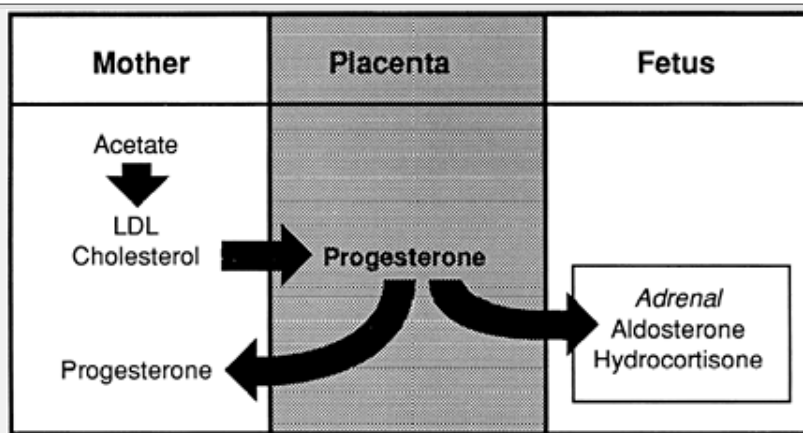 Mother
Placenta
Fetus
Acetate
LDL
Cholesterol
Progesterone
Progesterone
Adrenal
Aldosterone
Hydrocortisone